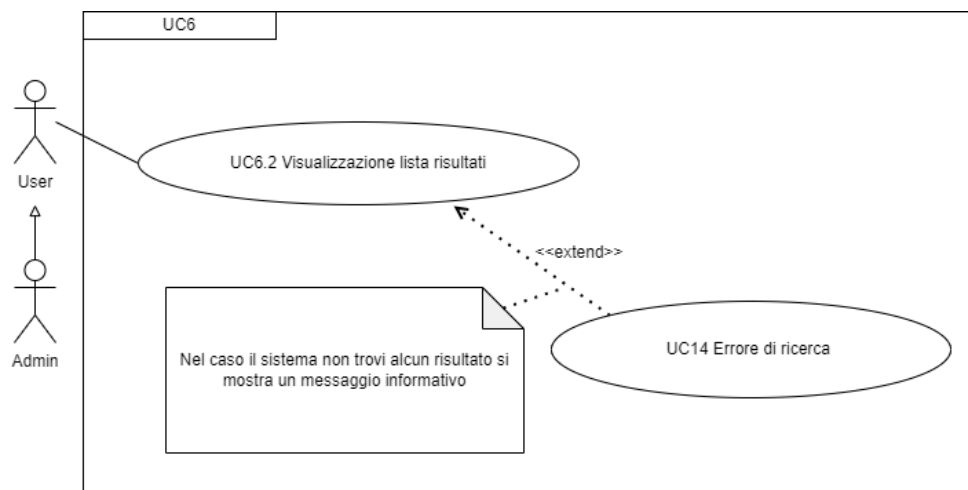 UC6
UC6.2 Visualizzazione lista risultati
User
<<extend>>
Nel caso il sistema non trovi alcun risultato si
mostra un messaggio informativo
UC14 Errore di ricerca
Admin